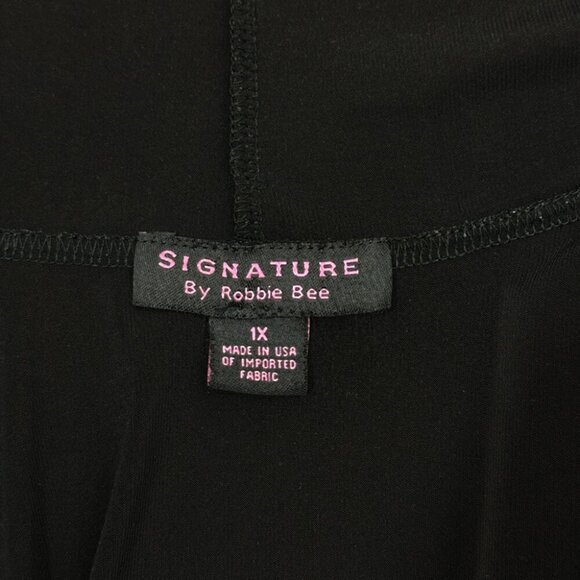 SIGNATURE
By Robbie Bee
1X
MADE IN USA
OF IMPORTED
FABRIC